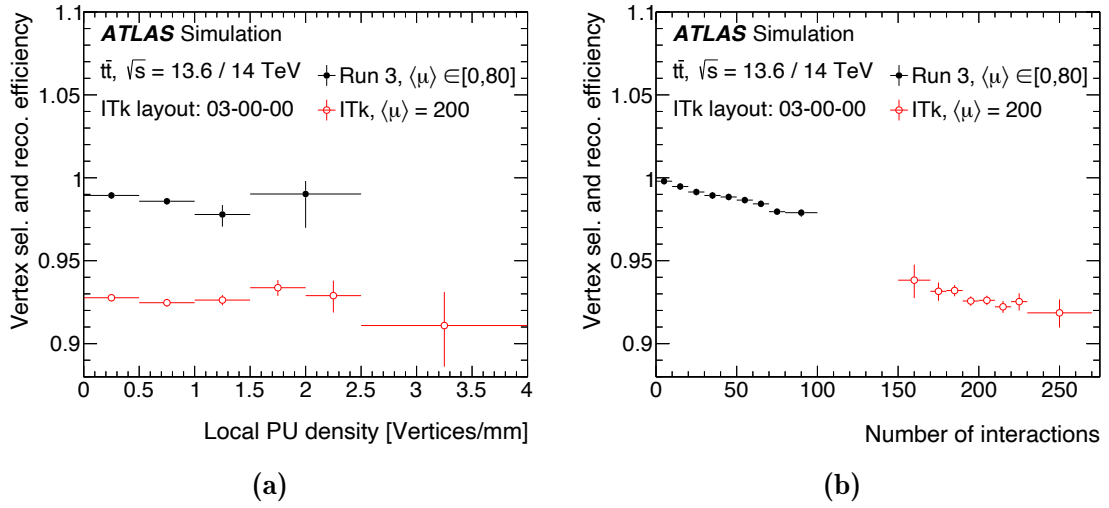 ATLAS Simulation
tt̄, √s = 13.6 / 14 TeV
ITk layout: 03-00-00
Run 3, ⟨μ⟩ ∈[0,80]
ITk, ⟨μ⟩ = 200
Vertex sel. and reco. efficiency
1.1
1.05
1
0.95
0.9
0 0.5 1 1.5 2 2.5 3 3.5 4
Local PU density [Vertices/mm]
(a)
ATLAS Simulation
tt̄, √s = 13.6 / 14 TeV
ITk layout: 03-00-00
Run 3, ⟨μ⟩ ∈[0,80]
ITk, ⟨μ⟩ = 200
Vertex sel. and reco. efficiency
1.1
1.05
1
0.95
0.9
0 50 100 150 200 250
Number of interactions
(b)